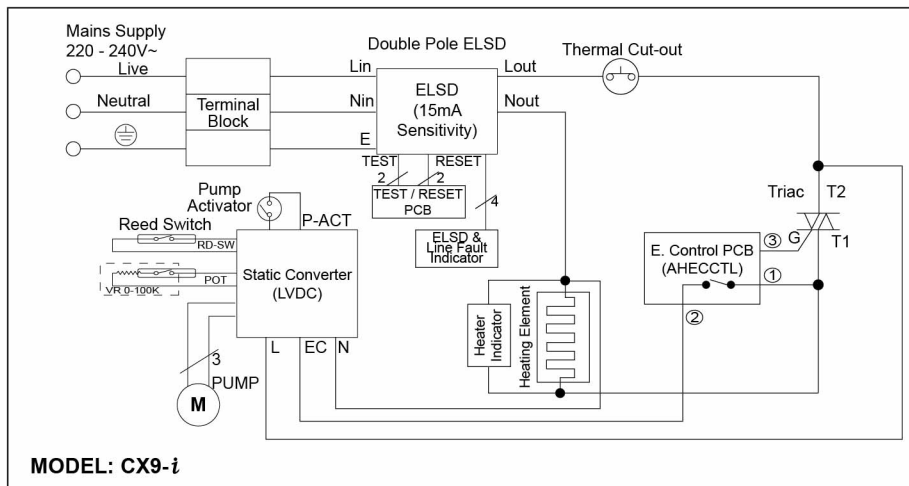 Mains Supply
220 - 240V~
Live
Neutral
Terminal
Block
Double Pole ELSD
Lin
Nin
E
ELSD
(15mA
Sensitivity)
Lout
Nout
Thermal Cut-out
TEST
RESET
2
2
4
TEST / RESET
PCB
ELSD &
Line Fault
Indicator
Pump
Activator
P-ACT
Reed Switch
RD-SW
POT
VR 0-100K
Static Converter
(LVDC)
L
EC
N
3
PUMP
M
Heater
Indicator
Heating Element
Triac
T2
G
T1
E. Control PCB
(AHECCTL)
③
①
②
MODEL: CX9-i